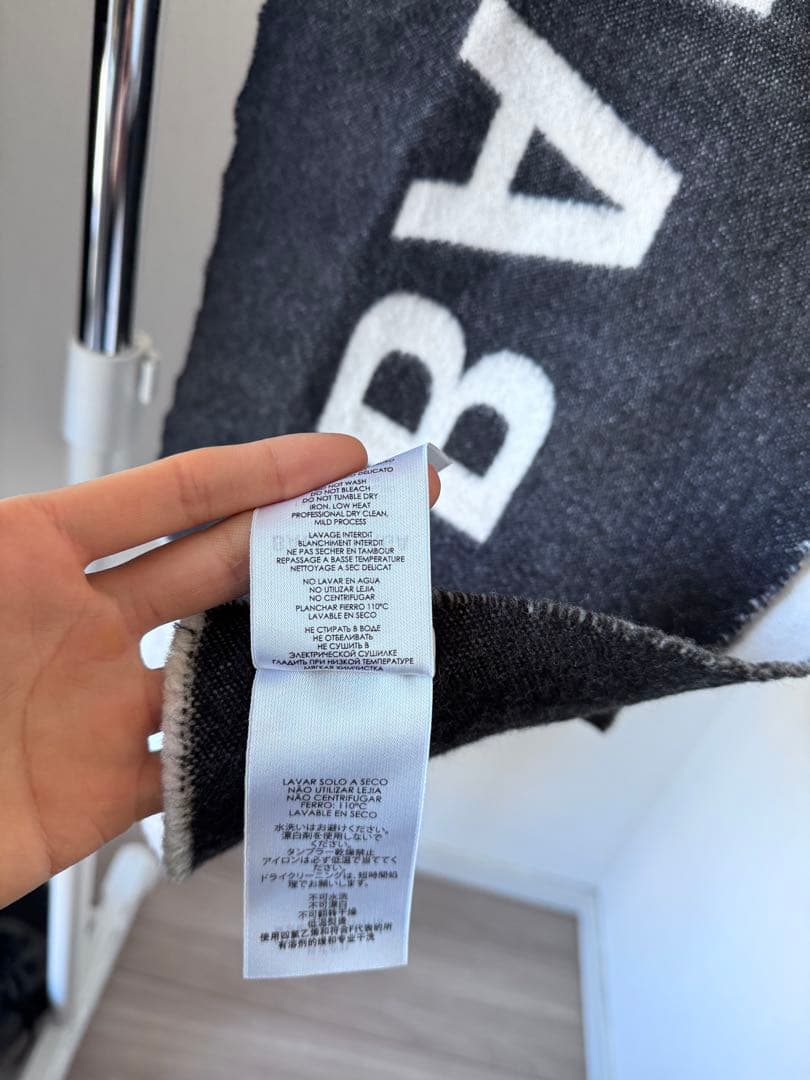 A
B
DELICATO
DO NOT WASH
DO NOT BLEACH
DO NOT TUMBLE DRY
IRON, LOW HEAT
PROFESSIONAL DRY CLEAN,
MILD PROCESS
LAVAGE INTERDIT
BLANCHIMENT INTERDIT
NE PAS SECHER EN TAMBOUR
REPASSAGE A BASSE TEMPERATURE
NETTOYAGE A SEC DELICAT
NO LAVAR EN AGUA
NO UTILIZAR LEJIA
NO CENTRIFUGAR
PLANCHAR FIERRO 110°C
LAVABLE EN SECO
НЕ СТИРАТЬ В ВОДЕ
НЕ ОТБЕЛИВАТЬ
НЕ СУШИТЬ В
ЭЛЕКТРИЧЕСКОЙ СУШИЛКЕ
ГЛАДИТЬ ПРИ НИЗКОЙ ТЕМПЕРАТУРЕ
МЯГКАЯ ХИМЧИСТКА
LAVAR SOLO A SECO
NÃO UTILIZAR LEJIA
NÃO CENTRIFUGAR
FERRO: 110°C
LAVABLE EN SECO
水洗いはお避けください。
漂白剤を使用しないで
ください。
タンブラー乾燥禁止
アイロンは必ず低温で当ててく
ださい。
ドライクリーニングは、短時間処
理でお願いします。
不可水洗
不可漂白
不可翻转干燥
低温熨烫
使用四氯乙烯和符合F代表的所
有溶剂的缓和专业干洗